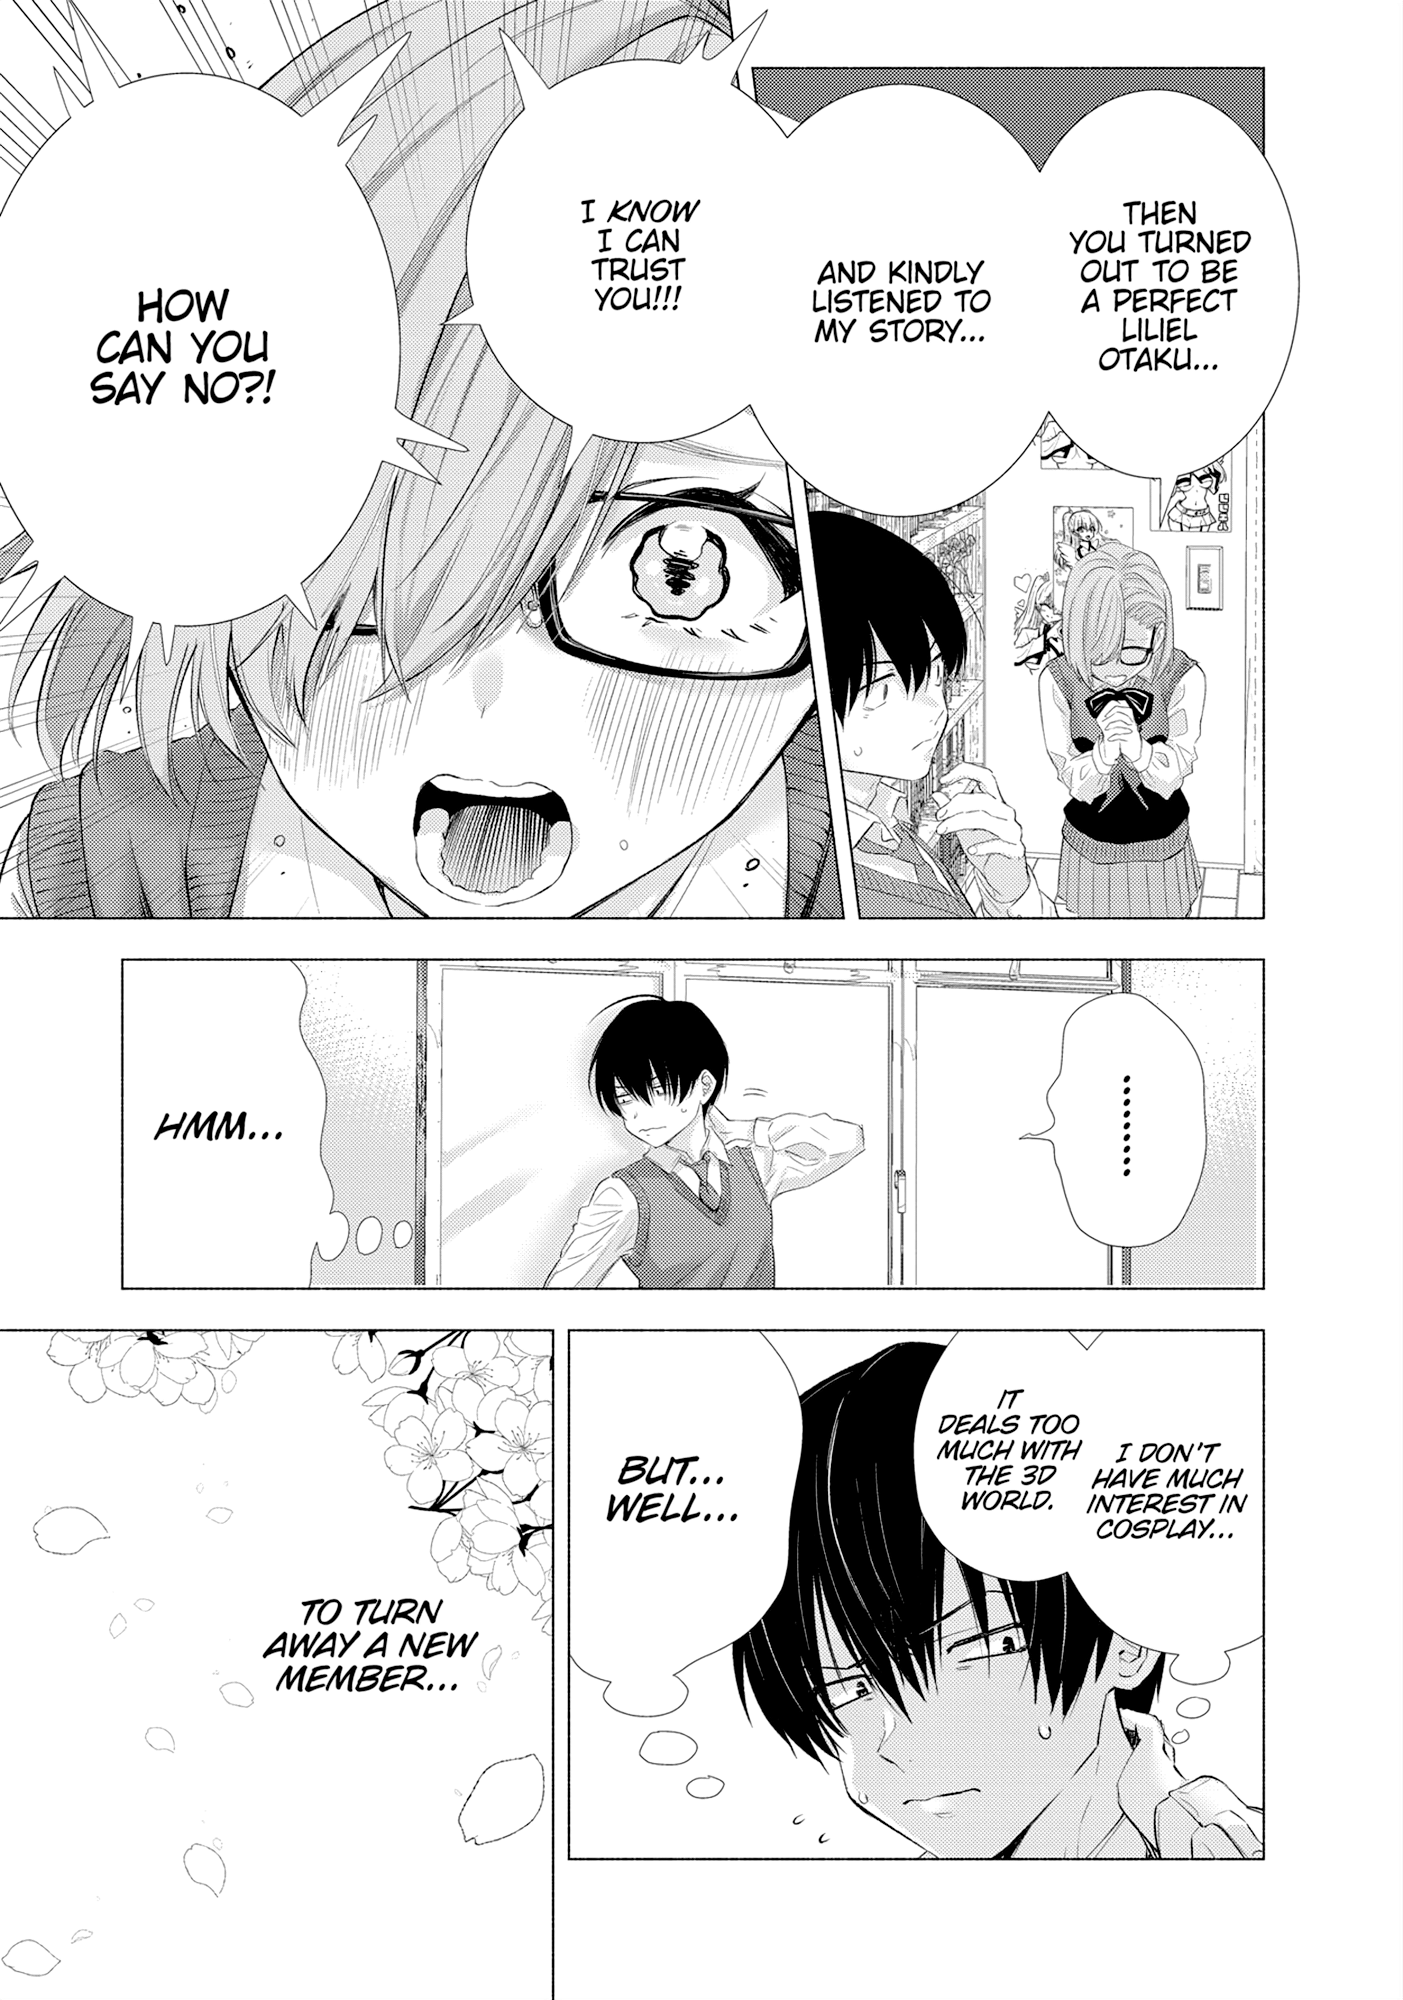 THEN
YOU TURNED
OUT TO BE
A PERFECT
LILIEL
OTAKU...
AND KINDLY
LISTENED TO
MY STORY...
I KNOW
I CAN
TRUST
YOU!!!
HOW
CAN YOU
SAY NO?!
..........
HMM...
I DON'T
HAVE MUCH
INTEREST IN
COSPLAY...
IT
DEALS TOO
MUCH WITH
THE 3D
WORLD.
BUT...
WELL...
TO TURN
AWAY A NEW
MEMBER...